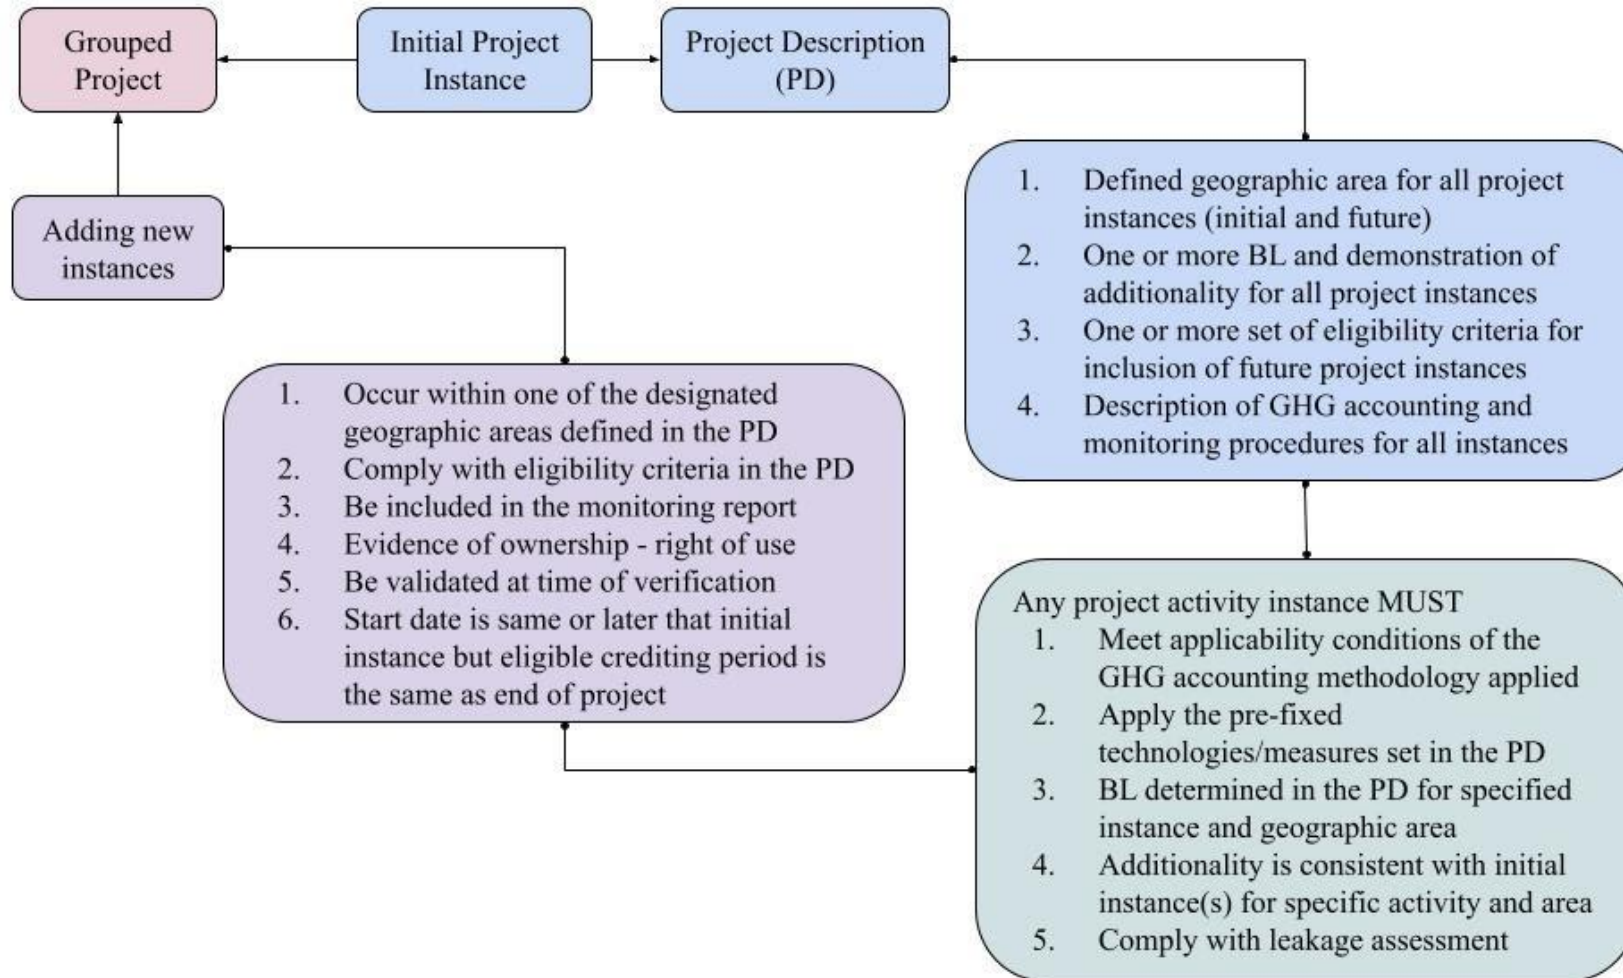 Grouped
Project
Initial Project
Instance
Project Description
(PD)
Adding new
instances
1. Defined geographic area for all project
instances (initial and future)
2. One or more BL and demonstration of
additionality for all project instances
3. One or more set of eligibility criteria for
inclusion of future project instances
4. Description of GHG accounting and
monitoring procedures for all instances
1. Occur within one of the designated
geographic areas defined in the PD
2. Comply with eligibility criteria in the PD
3. Be included in the monitoring report
4. Evidence of ownership - right of use
5. Be validated at time of verification
6. Start date is same or later that initial
instance but eligible crediting period is
the same as end of project
Any project activity instance MUST
1. Meet applicability conditions of the
GHG accounting methodology applied
2. Apply the pre-fixed
technologies/measures set in the PD
3. BL determined in the PD for specified
instance and geographic area
4. Additionality is consistent with initial
instance(s) for specific activity and area
5. Comply with leakage assessment